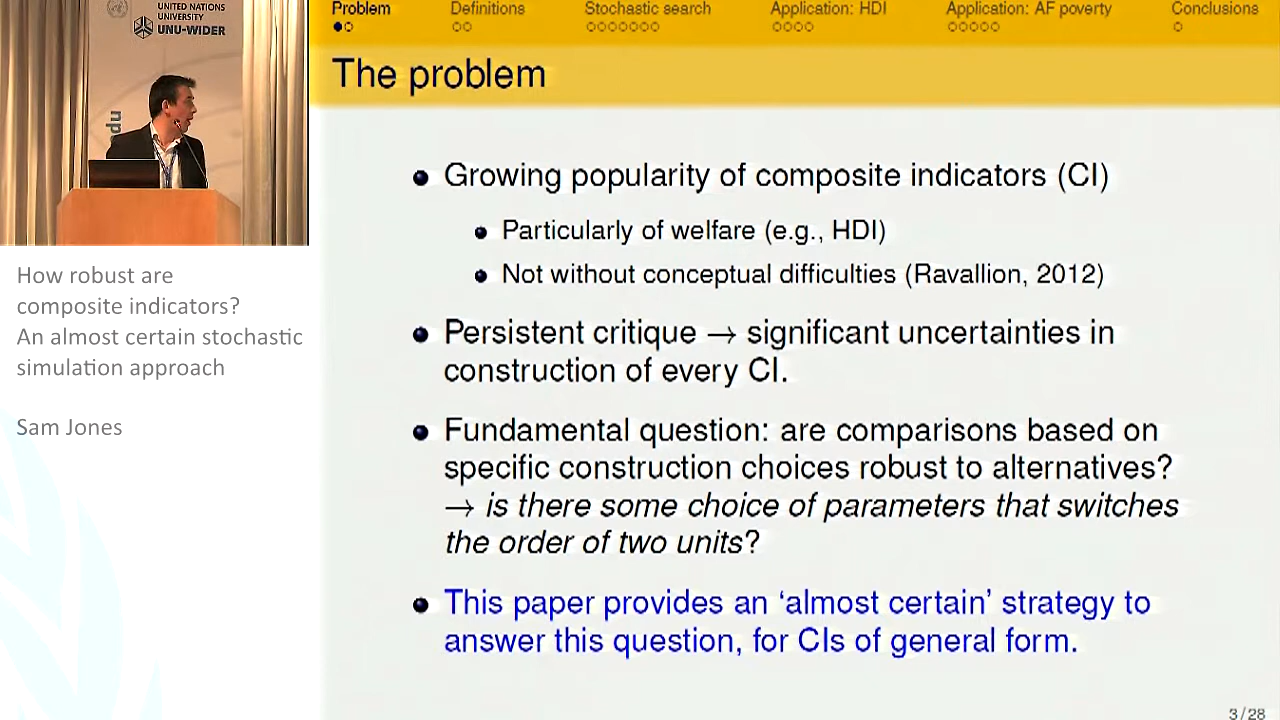 UNITED NATIONS
UNIVERSITY
UNU-WIDER
du
How robust are
composite indicators?
An almost certain stochastic
simulation approach
Sam Jones
Problem Definitions Stochastic search Application: HDI Application: AF poverty Conclusions
The problem
Growing popularity of composite indicators (CI)
Particularly of welfare (e.g., HDI)
Not without conceptual difficulties (Ravallion, 2012)
Persistent critique → significant uncertainties in
construction of every CI.
Fundamental question: are comparisons based on
specific construction choices robust to alternatives?
→ is there some choice of parameters that switches
the order of two units?
This paper provides an ‘almost certain’ strategy to
answer this question, for CIs of general form.
3/28